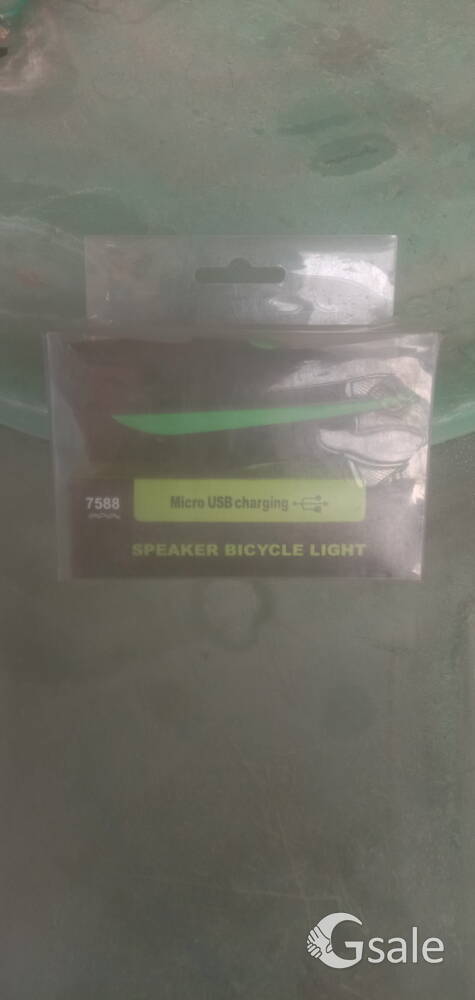 7588
Micro USB charging
SPEAKER BICYCLE LIGHT
Gsale